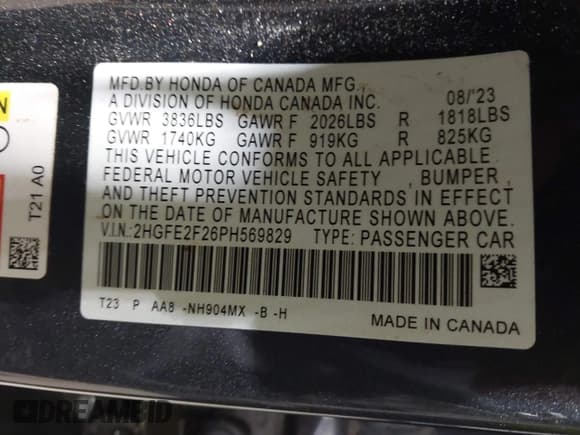 MFD.BY HONDA OF CANADA MFG.,
A DIVISION OF HONDA CANADA INC. 08/'23
GVWR 3836LBS GAWR F 2026LBS R 1818LBS
GVWR 1740KG GAWR F 919KG R 825KG
THIS VEHICLE CONFORMS TO ALL APPLICABLE
FEDERAL MOTOR VEHICLE SAFETY , BUMPER ,
AND THEFT PREVENTION STANDARDS IN EFFECT
ON THE DATE OF MANUFACTURE SHOWN ABOVE.
V.I.N.:2HGFE2F26PH569829 TYPE: PASSENGER CAR
T23 P AA8 -NH904MX -B -H
MADE IN CANADA
N
T21 A0
DREAMEID